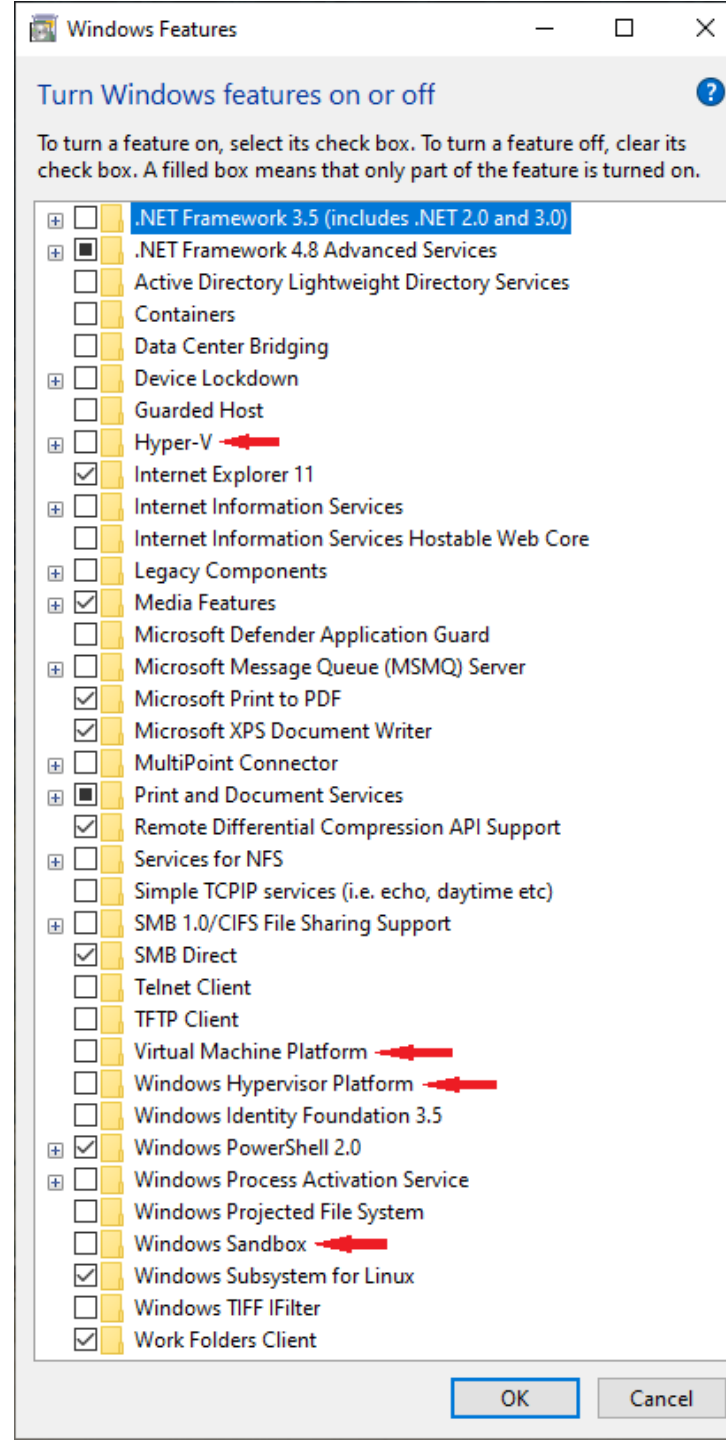 Windows Features
Turn Windows features on or off
To turn a feature on, select its check box. To turn a feature off, clear its
check box. A filled box means that only part of the feature is turned on.
.NET Framework 3.5 (includes .NET 2.0 and 3.0)
.NET Framework 4.8 Advanced Services
Active Directory Lightweight Directory Services
Containers
Data Center Bridging
Device Lockdown
Guarded Host
Hyper-V
Internet Explorer 11
Internet Information Services
Internet Information Services Hostable Web Core
Legacy Components
Media Features
Microsoft Defender Application Guard
Microsoft Message Queue (MSMQ) Server
Microsoft Print to PDF
Microsoft XPS Document Writer
MultiPoint Connector
Print and Document Services
Remote Differential Compression API Support
Services for NFS
Simple TCPIP services (i.e. echo, daytime etc)
SMB 1.0/CIFS File Sharing Support
SMB Direct
Telnet Client
TFTP Client
Virtual Machine Platform
Windows Hypervisor Platform
Windows Identity Foundation 3.5
Windows PowerShell 2.0
Windows Process Activation Service
Windows Projected File System
Windows Sandbox
Windows Subsystem for Linux
Windows TIFF IFilter
Work Folders Client
OK Cancel